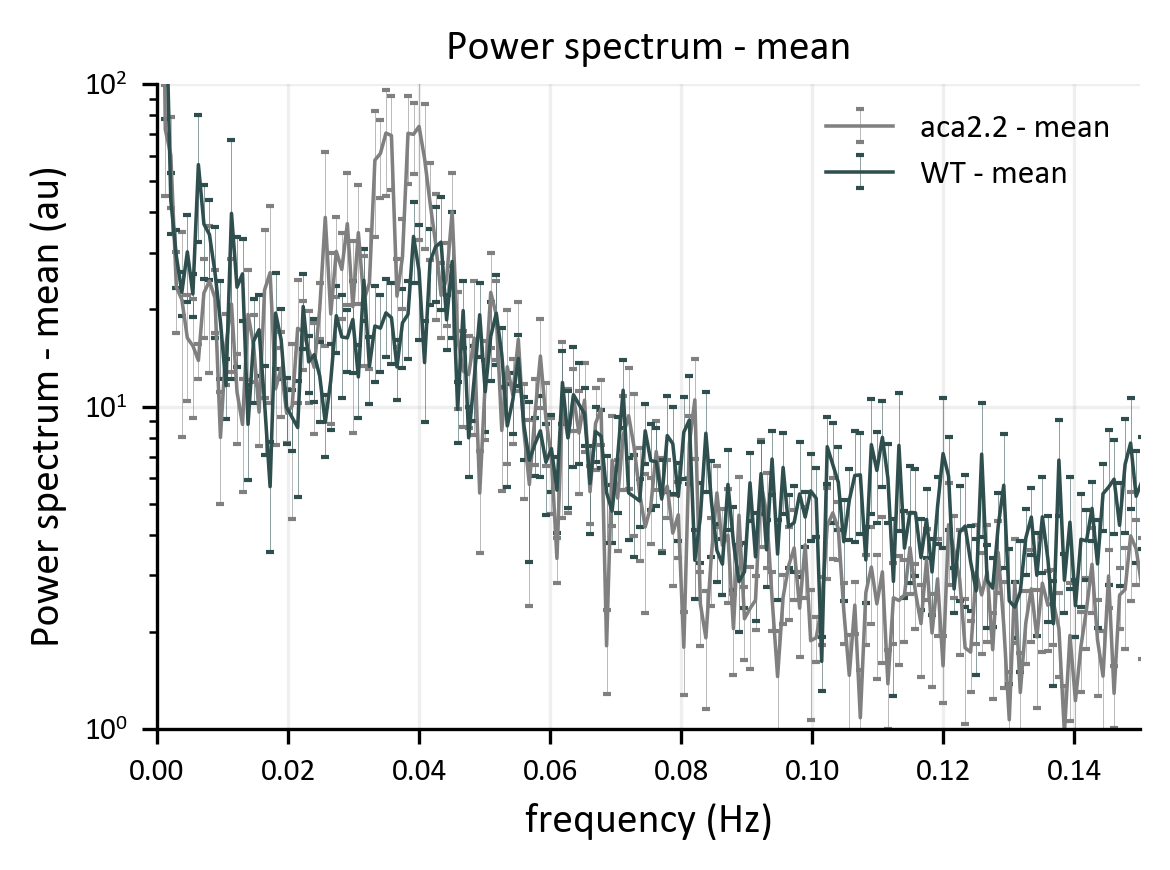 Power spectrum - mean
aca2.2 - mean
WT - mean
Power spectrum - mean (au)
10²
10¹
10⁰
0.00 0.02 0.04 0.06 0.08 0.10 0.12 0.14
frequency (Hz)